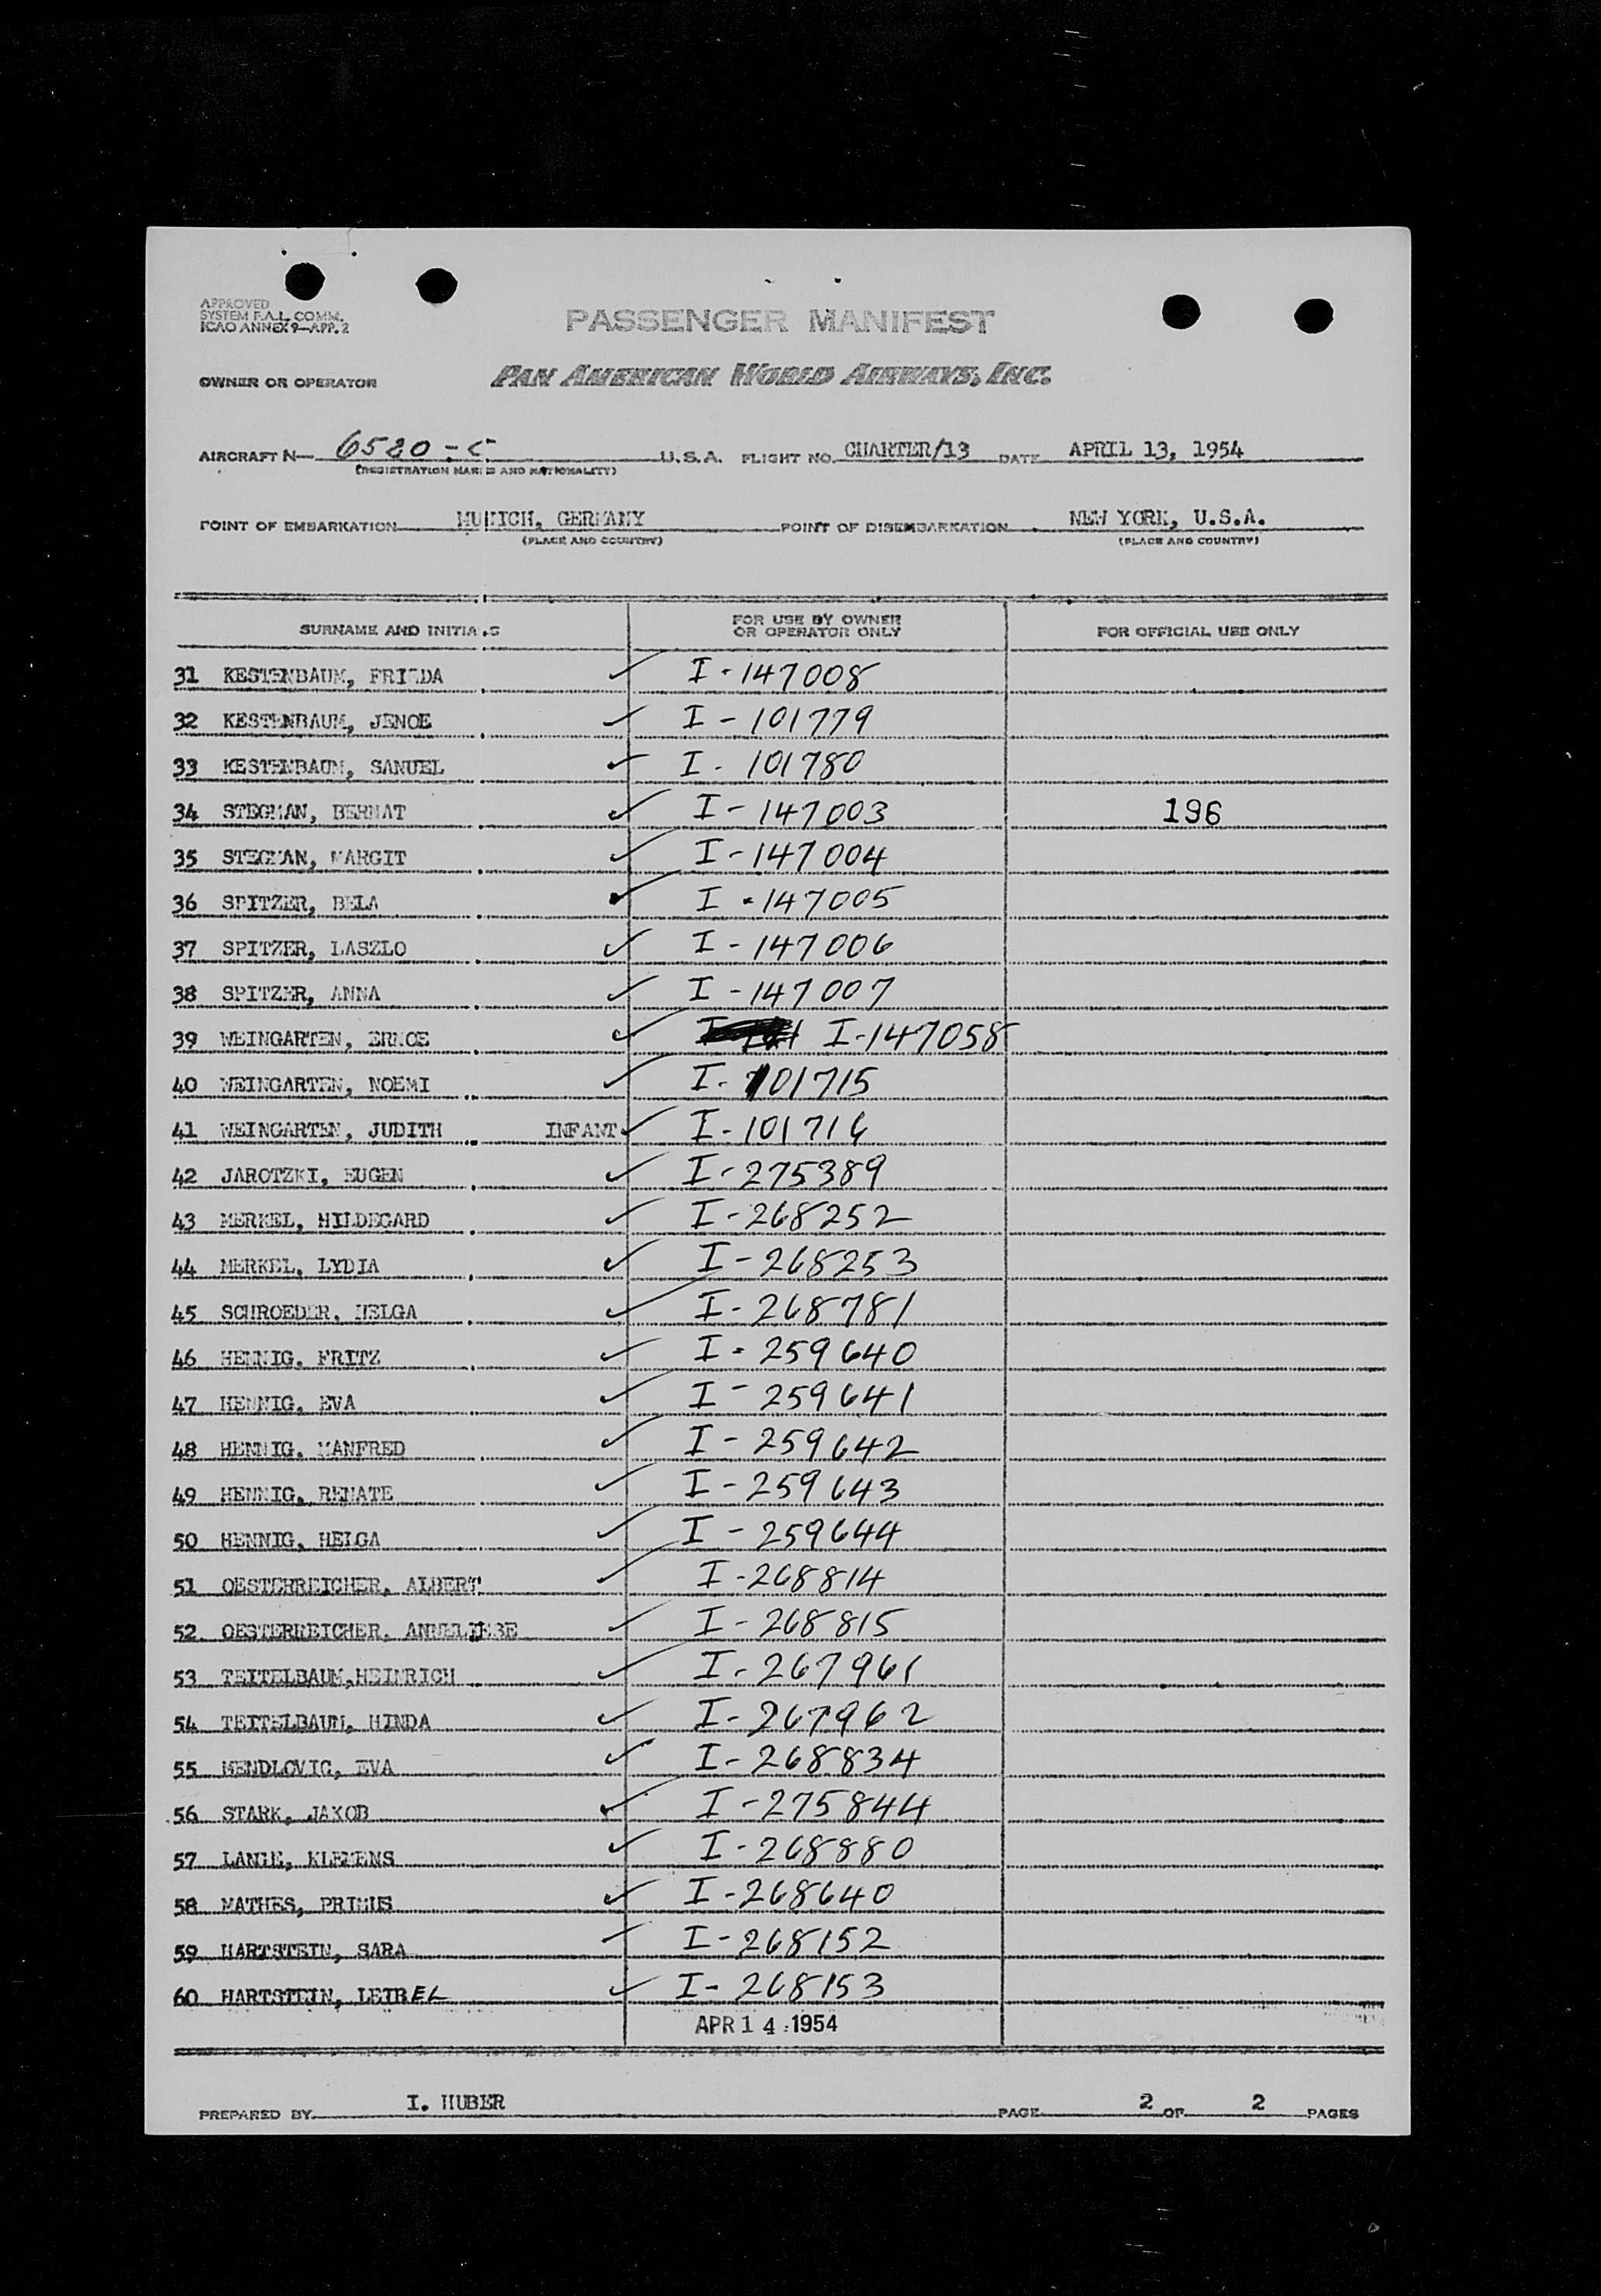 APPROVED
SYSTEM F.A.L. COMM.
ICAO ANNEX 9—APP. 2
PASSENGER MANIFEST
OWNER OR OPERATOR PAN AMERICAN WORLD AIRWAYS, INC.
AIRCRAFT N— 6520-C U.S.A. FLIGHT NO. CHARTER/13 DATE APRIL 13, 1954
(REGISTRATION MARKS AND NATIONALITY)
POINT OF EMBARKATION MUNICH, GERMANY POINT OF DISEMBARKATION NEW YORK, U.S.A.
(PLACE AND COUNTRY) (PLACE AND COUNTRY)
SURNAME AND INITIALS FOR USE BY OWNER OR OPERATOR ONLY FOR OFFICIAL USE ONLY
31 KESTENBAUM, FRIEDA ✓ I-147008
32 KESTENBAUM, JENOE ✓ I-101779
33 KESTENBAUM, SANUEL ✓ I-101780
34 STEGMAN, BERNAT ✓ I-147003 196
35 STEGMAN, MARGIT ✓ I-147004
36 SPITZER, BELA ✓ I-147005
37 SPITZER, LASZLO ✓ I-147006
38 SPITZER, ANNA ✓ I-147007
39 WEINGARTEN, ERNOE ✓ I-147058
40 WEINGARTEN, NOEMI ✓ I-101715
41 WEINGARTEN, JUDITH INFANT ✓ I-101716
42 JAROTZKI, EUGEN ✓ I-275389
43 MERKEL, HILDEGARD ✓ I-268252
44 MERKEL, LYDIA ✓ I-268253
45 SCHROEDER, HELGA ✓ I-268781
46 HENNIG, FRITZ ✓ I-259640
47 HENNIG, EVA ✓ I-259641
48 HENNIG, MANFRED ✓ I-259642
49 HENNIG, RENATE ✓ I-259643
50 HENNIG, HELGA ✓ I-259644
51 OESTERREICHER, ALBERT ✓ I-268814
52 OESTERREICHER, ANNELIESE ✓ I-268815
53 TEITELBAUM, HEINRICH ✓ I-267961
54 TEITELBAUM, HINDA ✓ I-267962
55 MENDLOVIC, EVA ✓ I-268834
56 STARK, JAKOB ✓ I-275844
57 LANGE, KLEMENS ✓ I-268880
58 MATHES, PRIMUS ✓ I-268640
59 HARTSTEIN, SARA ✓ I-268152
60 HARTSTEIN, LEIBEL ✓ I-268153
APR 14 1954
PREPARED BY I. HUBER PAGE 2 OF 2 PAGES